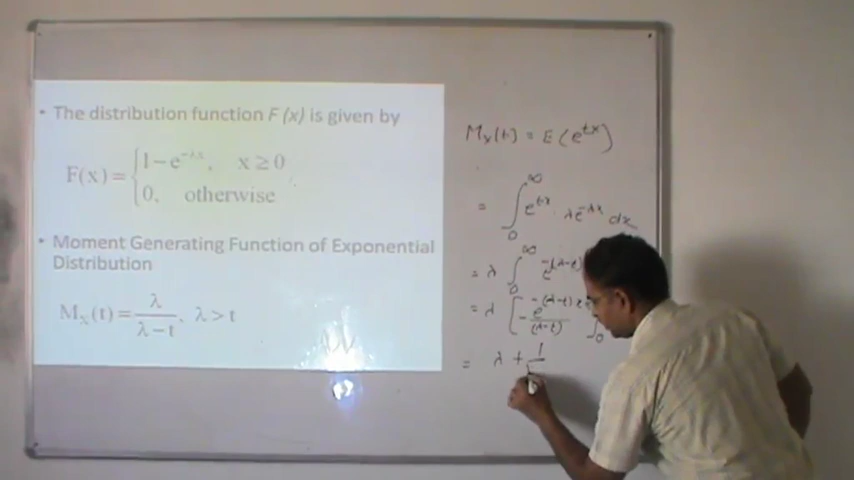 • The distribution function F (x) is given by
F(x) = { 1 − e^{−λx}, x ≥ 0
0, otherwise
• Moment Generating Function of Exponential
Distribution
M_X(t) = λ / (λ − t), λ > t
M_X(t) = E(e^{tx})
= ∫_0^∞ e^{tx} · λe^{−λx} dx
= λ ∫_0^∞ e^{−(λ−t)
= λ [ −e^{−(λ−t)x} / (λ−t) ]_0
= λ + 1